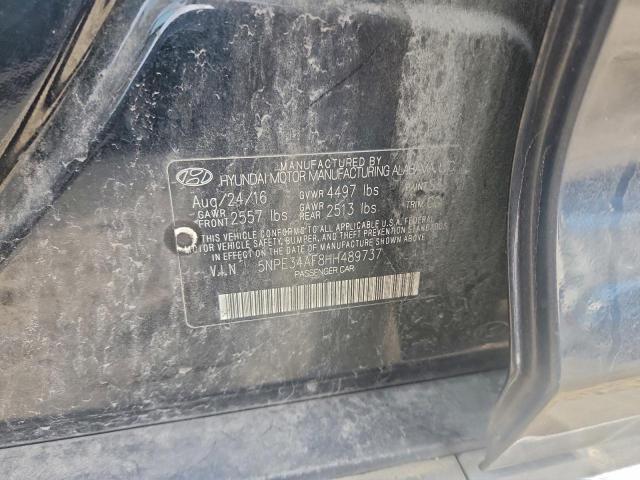 MANUFACTURED BY
HYUNDAI MOTOR MANUFACTURING ALABAMA,
Aug/24/16 GVWR 4497 lbs
GAWR FRONT 2557 lbs GAWR REAR 2513 lbs TRIM
THIS VEHICLE CONFORMS TO ALL APPLICABLE U.S.A. FEDERAL
MOTOR VEHICLE SAFETY, BUMPER, AND THEFT PREVENTION STANDARDS
IN EFFECT ON THE DATE OF MANUFACTURE SHOWN ABOVE.
V.I.N 5NPE34AF8HH489737
PASSENGER CAR